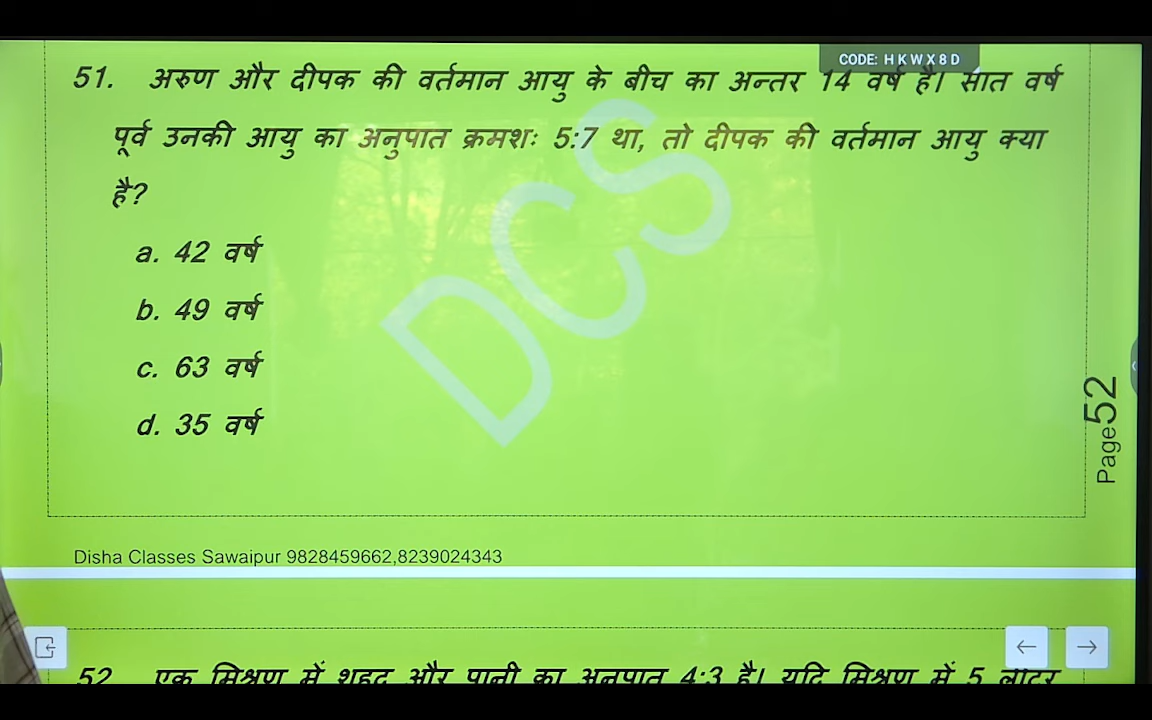 CODE: H K W X 8 D
51. अरुण और दीपक की वर्तमान आयु के बीच का अन्तर 14 वर्ष है। सात वर्ष
पूर्व उनकी आयु का अनुपात क्रमशः 5:7 था, तो दीपक की वर्तमान आयु क्या
है?
a. 42 वर्ष
b. 49 वर्ष
c. 63 वर्ष
d. 35 वर्ष
DCS
Page52
Disha Classes Sawaipur 9828459662,8239024343
52 एक मिश्रण में शहद और पानी का अनुपात 4:3 है। यदि मिश्रण में 5 लीटर